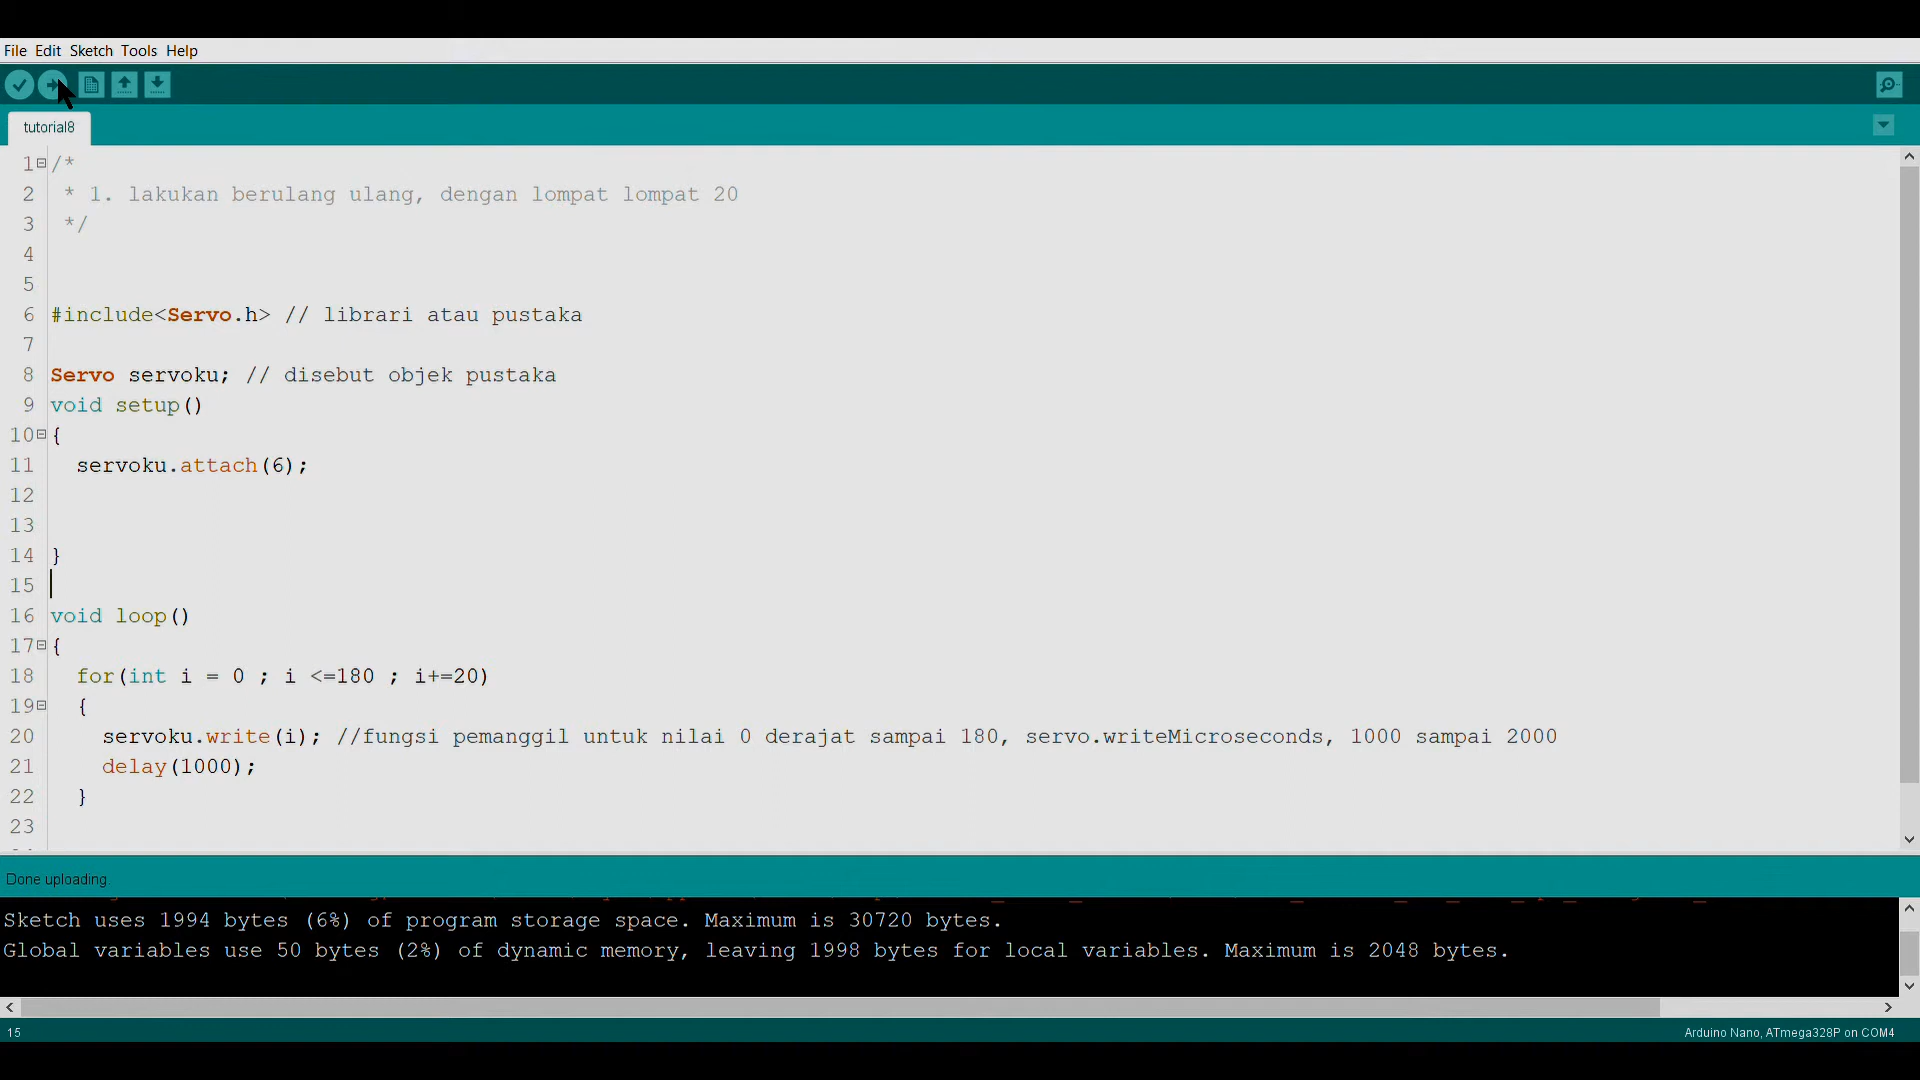 File Edit Sketch Tools Help
tutorial8
1 /*
2 * 1. lakukan berulang ulang, dengan lompat lompat 20
3 */
4
5
6 #include<Servo.h> // librari atau pustaka
7
8 Servo servoku; // disebut objek pustaka
9 void setup()
10 {
11 servoku.attach(6);
12
13
14 }
15
16 void loop()
17 {
18 for(int i = 0 ; i <=180 ; i+=20)
19 {
20 servoku.write(i); //fungsi pemanggil untuk nilai 0 derajat sampai 180, servo.writeMicroseconds, 1000 sampai 2000
21 delay(1000);
22 }
23
Done uploading.
Sketch uses 1994 bytes (6%) of program storage space. Maximum is 30720 bytes.
Global variables use 50 bytes (2%) of dynamic memory, leaving 1998 bytes for local variables. Maximum is 2048 bytes.
15
Arduino Nano, ATmega328P on COM4